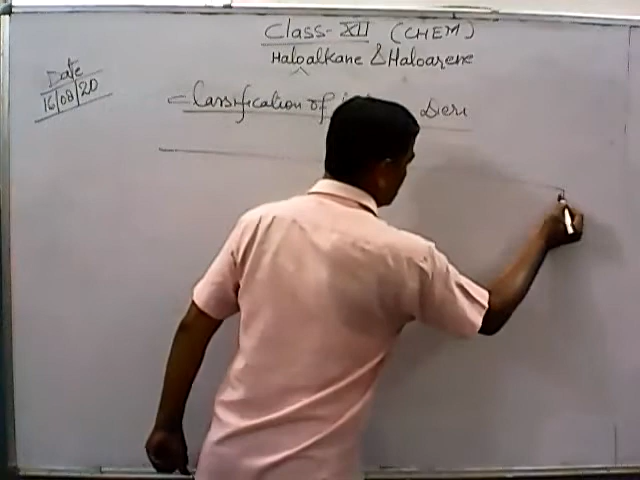 Class-XII (CHEM)
Haloalkane & Haloarene
Date
16/08/20
Classification of Deri